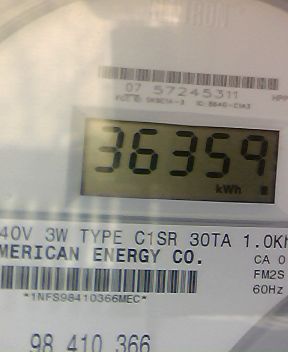 07 57245311
36359
kWh
40V 3W TYPE C1SR 30TA 1.0Kh
MERICAN ENERGY CO.
CA 0
FM2S
*1NFS98410366MEC*
60Hz
98 410 366